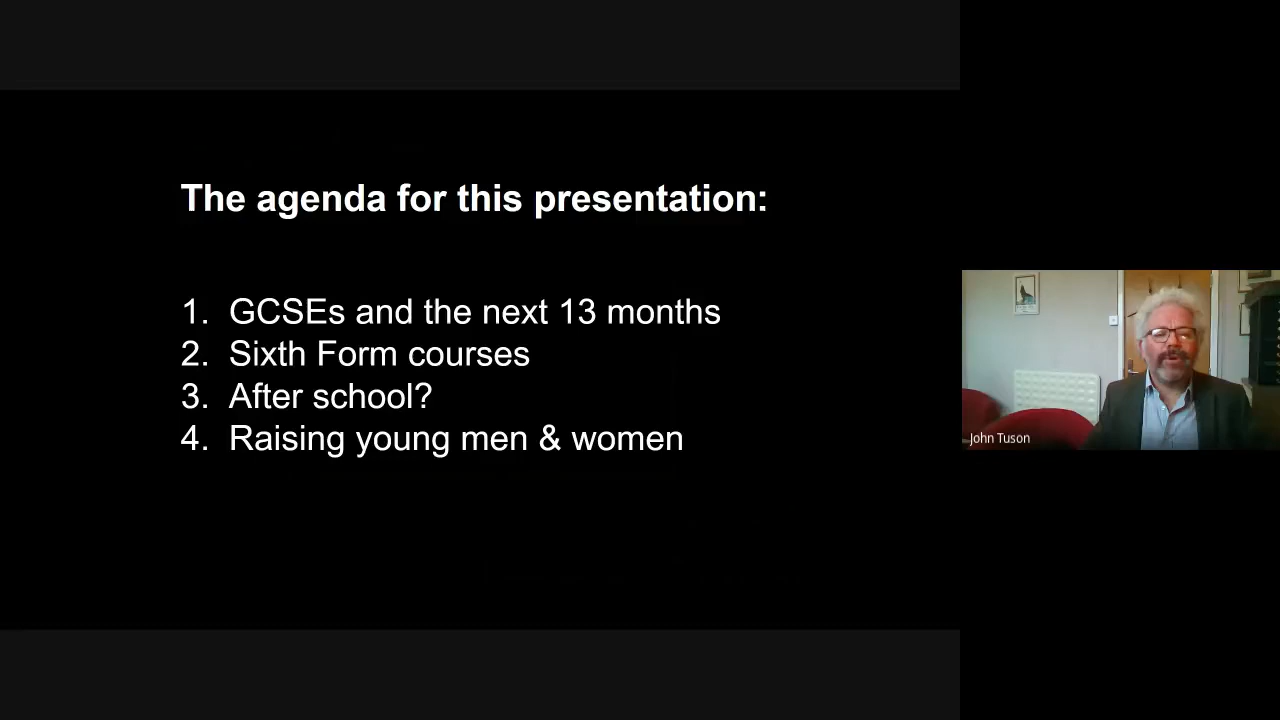 The agenda for this presentation:
1. GCSEs and the next 13 months
2. Sixth Form courses
3. After school?
4. Raising young men & women
John Tuson